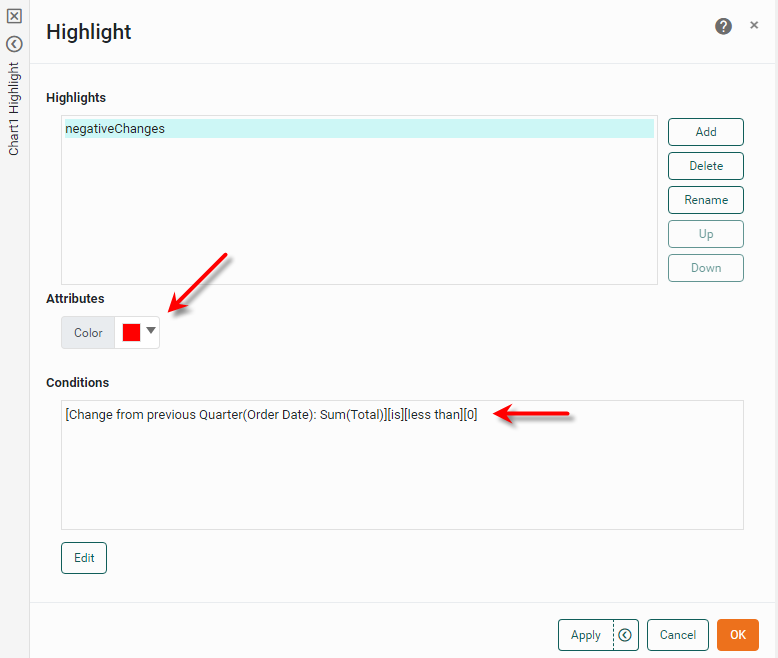 Highlight
Chart1 Highlight
Highlights
negativeChanges
Add
Delete
Rename
Up
Down
Attributes
Color
Conditions
[Change from previous Quarter(Order Date): Sum(Total)][is][less than][0]
Edit
Apply
Cancel
OK